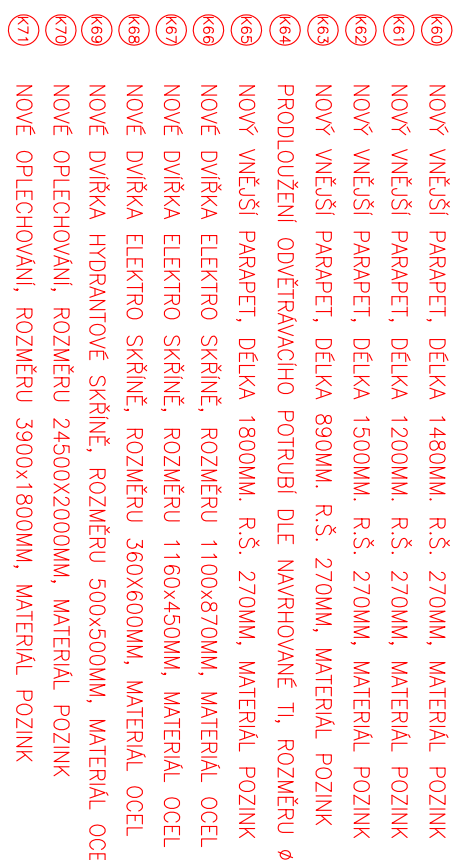 K60 NOVÝ VNĚJŠÍ PARAPET, DÉLKA 1480MM. R.Š. 270MM, MATERIÁL POZINK
K61 NOVÝ VNĚJŠÍ PARAPET, DÉLKA 1200MM. R.Š. 270MM, MATERIÁL POZINK
K62 NOVÝ VNĚJŠÍ PARAPET, DÉLKA 1500MM. R.Š. 270MM, MATERIÁL POZINK
K63 NOVÝ VNĚJŠÍ PARAPET, DÉLKA 890MM. R.Š. 270MM, MATERIÁL POZINK
K64 PRODLOUŽENÍ ODVĚTRÁVACÍHO POTRUBÍ DLE NAVRHOVANÉ TI, ROZMĚRU Ø
K65 NOVÝ VNĚJŠÍ PARAPET, DÉLKA 1800MM. R.Š. 270MM, MATERIÁL POZINK
K66 NOVÉ DVÍŘKA ELEKTRO SKŘÍNĚ, ROZMĚRU 1100x870MM, MATERIÁL OCEL
K67 NOVÉ DVÍŘKA ELEKTRO SKŘÍNĚ, ROZMĚRU 1160x450MM, MATERIÁL OCEL
K68 NOVÉ DVÍŘKA ELEKTRO SKŘÍNĚ, ROZMĚRU 360X600MM, MATERIÁL OCEL
K69 NOVÉ DVÍŘKA HYDRANTOVÉ SKŘÍNĚ, ROZMĚRU 500x500MM, MATERIÁL OCE
K70 NOVÉ OPLECHOVÁNÍ, ROZMĚRU 24500X2000MM, MATERIÁL POZINK
K71 NOVÉ OPLECHOVÁNÍ, ROZMĚRU 3900x1800MM, MATERIÁL POZINK